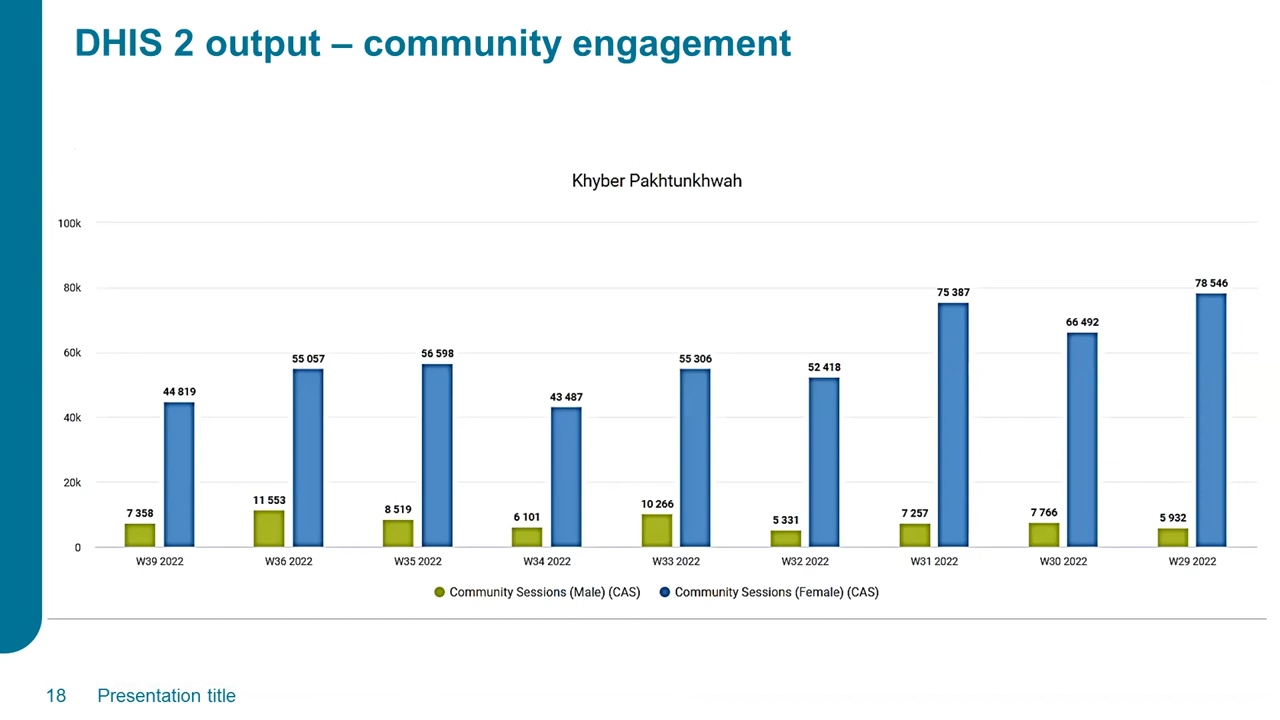 DHIS 2 output – community engagement
Khyber Pakhtunkhwah
100k
80k
60k
40k
20k
0
7 358
44 819
11 553
55 057
8 519
56 598
6 101
43 487
10 266
55 306
5 331
52 418
7 257
75 387
7 766
66 492
5 932
78 546
W39 2022
W36 2022
W35 2022
W34 2022
W33 2022
W32 2022
W31 2022
W30 2022
W29 2022
Community Sessions (Male) (CAS)
Community Sessions (Female) (CAS)
18 Presentation title